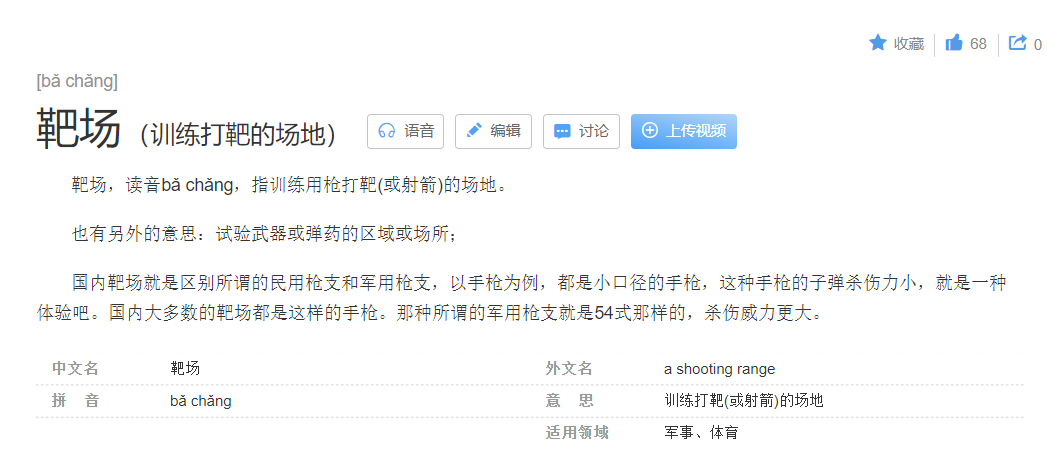 收藏 68 0
[bǎ chǎng]
靶场（训练打靶的场地） 语音 编辑 讨论 上传视频
靶场，读音bǎ chǎng，指训练用枪打靶(或射箭)的场地。
也有另外的意思：试验武器或弹药的区域或场所；
国内靶场就是区别所谓的民用枪支和军用枪支，以手枪为例，都是小口径的手枪，这种手枪的子弹杀伤力小，就是一种
体验吧。国内大多数的靶场都是这样的手枪。那种所谓的军用枪支就是54式那样的，杀伤威力更大。
中文名 靶场 外文名 a shooting range
拼 音 bǎ chǎng 意 思 训练打靶(或射箭)的场地
适用领域 军事、体育